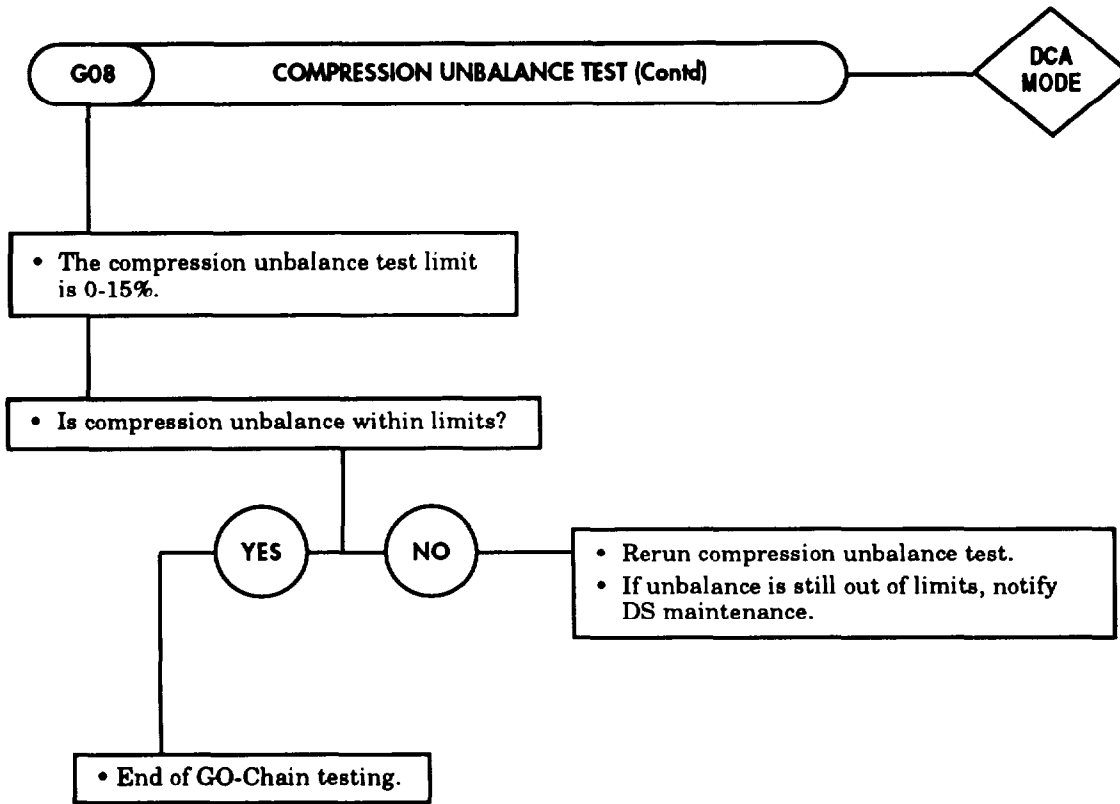 G08
COMPRESSION UNBALANCE TEST (Contd)
DCA
MODE
• The compression unbalance test limit
is 0-15%.
• Is compression unbalance within limits?
YES
NO
• Rerun compression unbalance test.
• If unbalance is still out of limits, notify
DS maintenance.
• End of GO-Chain testing.